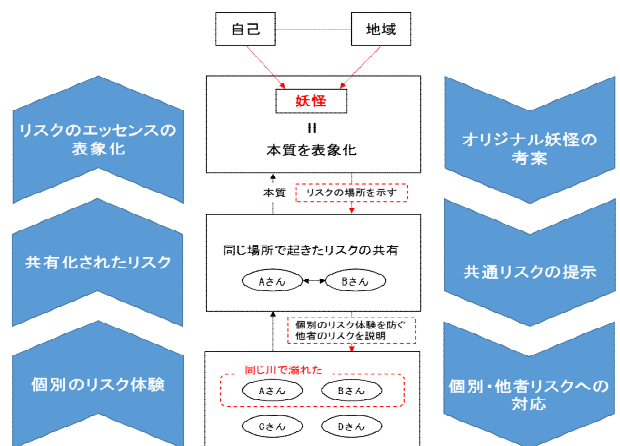 自己
地域
妖怪
=
本質を表象化
リスクのエッセンスの
表象化
オリジナル妖怪の
考案
本質
リスクの場所を示す
同じ場所で起きたリスクの共有
Aさん
Bさん
共有化されたリスク
共通リスクの提示
個別のリスク体験を防ぐ
他者のリスクを説明
同じ川で溺れた
Aさん
Bさん
Cさん
Dさん
個別のリスク体験
個別・他者リスクへの
対応